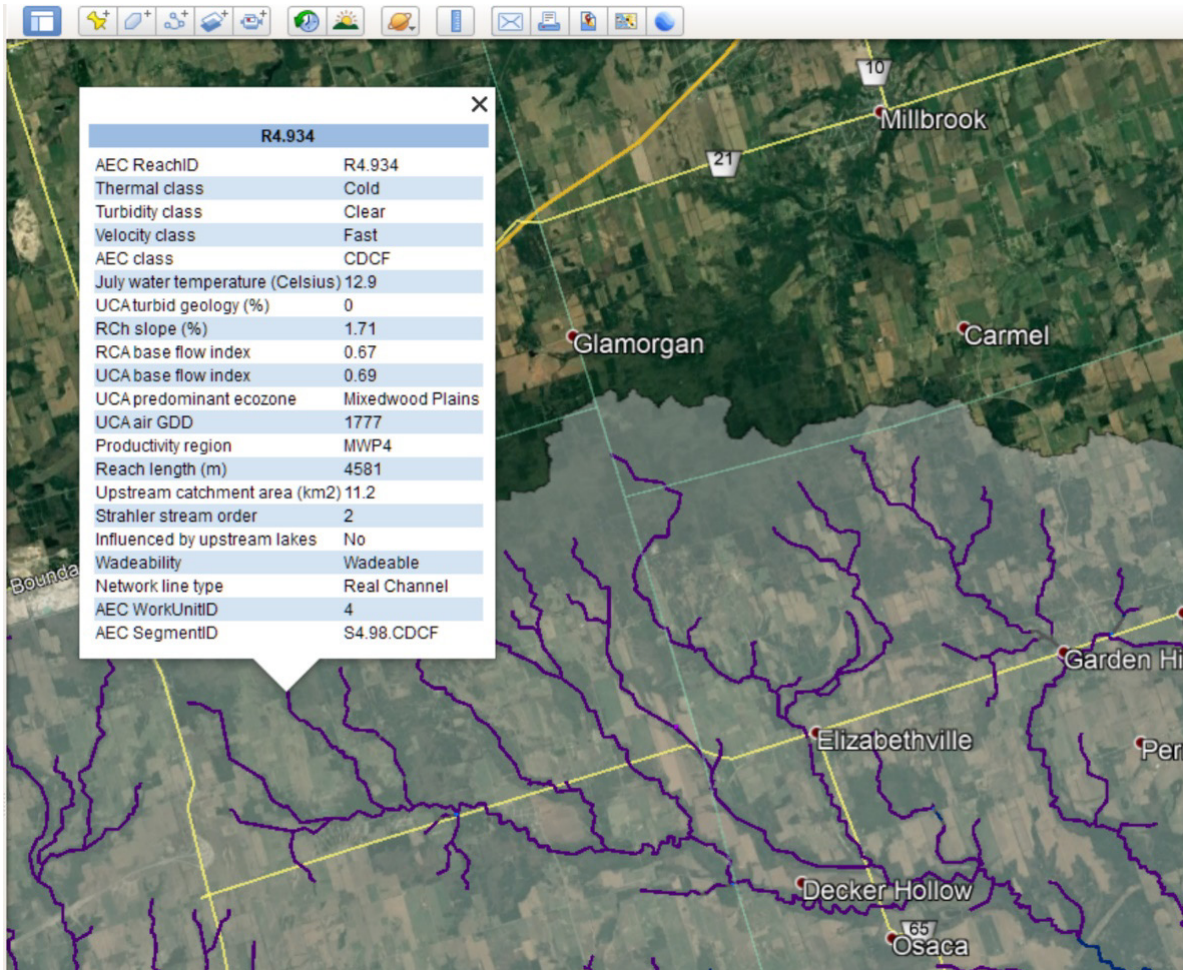 10
Millbrook
21
R4.934
AEC ReachID R4.934
Thermal class Cold
Turbidity class Clear
Velocity class Fast
AEC class CDCF
July water temperature (Celsius) 12.9
UCA turbid geology (%) 0
RCh slope (%) 1.71
RCA base flow index 0.67
UCA base flow index 0.69
UCA predominant ecozone Mixedwood Plains
UCA air GDD 1777
Productivity region MWP4
Reach length (m) 4581
Upstream catchment area (km2) 11.2
Strahler stream order 2
Influenced by upstream lakes No
Wadeability Wadeable
Network line type Real Channel
AEC WorkUnitID 4
AEC SegmentID S4.98.CDCF
Glamorgan
Carmel
Bounda
Garden Hi
Elizabethville
Per
Decker Hollow
65
Osaca